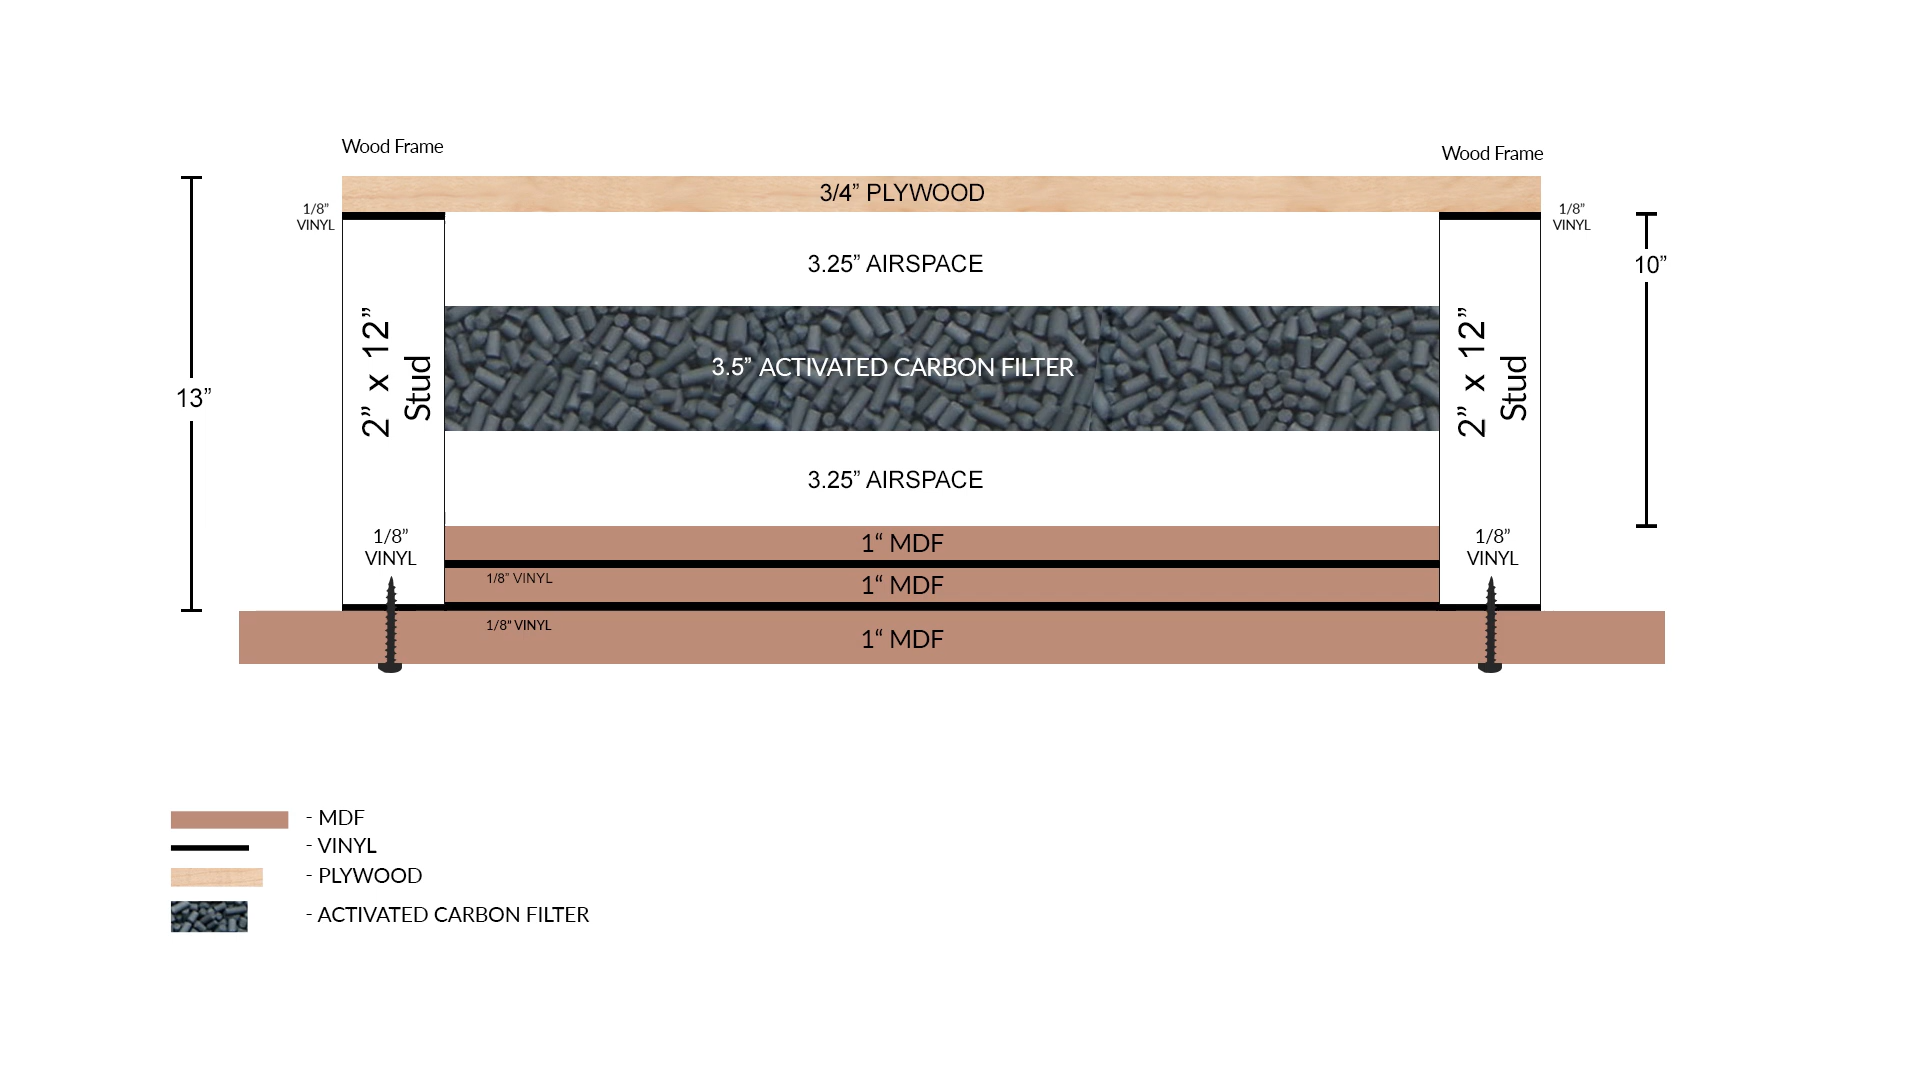 Wood Frame
Wood Frame
3/4” PLYWOOD
1/8”
VINYL
1/8”
VINYL
3.25” AIRSPACE
10”
2” x 12”
Stud
3.5” ACTIVATED CARBON FILTER
2” x 12”
Stud
13”
3.25” AIRSPACE
1/8”
VINYL
1“ MDF
1/8”
VINYL
1/8” VINYL
1“ MDF
1/8” VINYL
1“ MDF
- MDF
- VINYL
- PLYWOOD
- ACTIVATED CARBON FILTER